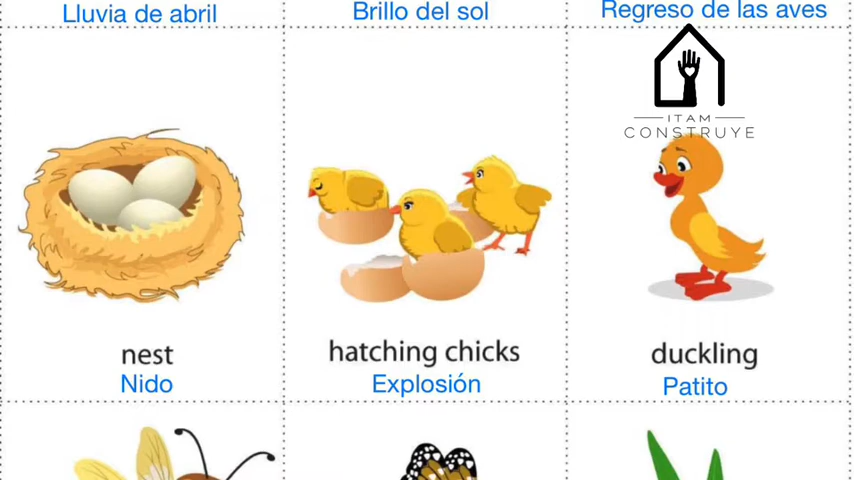 Lluvia de abril
Brillo del sol
Regreso de las aves
ITAM
CONSTRUYE
nest
hatching chicks
duckling
Nido
Explosión
Patito